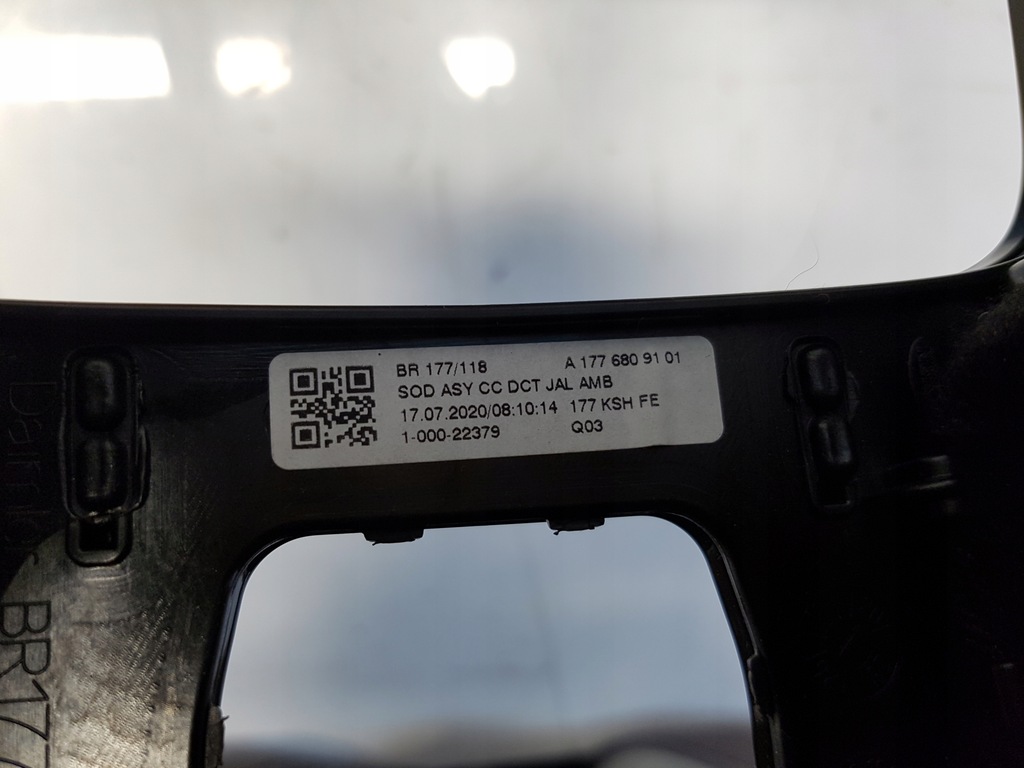 BR 177/118 A 177 680 91 01
SOD ASY CC DCT JAL AMB
17.07.2020/08:10:14 177 KSH FE
1-000-22379 Q03
BR177